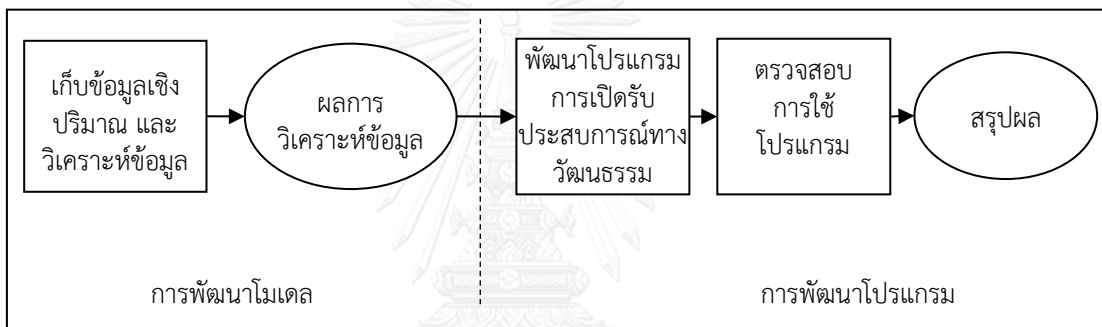 เก็บข้อมูลเชิง
ปริมาณ และ
วิเคราะห์ข้อมูล
ผลการ
วิเคราะห์ข้อมูล
พัฒนาโปรแกรม
การเปิดรับ
ประสบการณ์ทาง
วัฒนธรรม
ตรวจสอบ
การใช้
โปรแกรม
สรุปผล
การพัฒนาโมเดล
การพัฒนาโปรแกรม